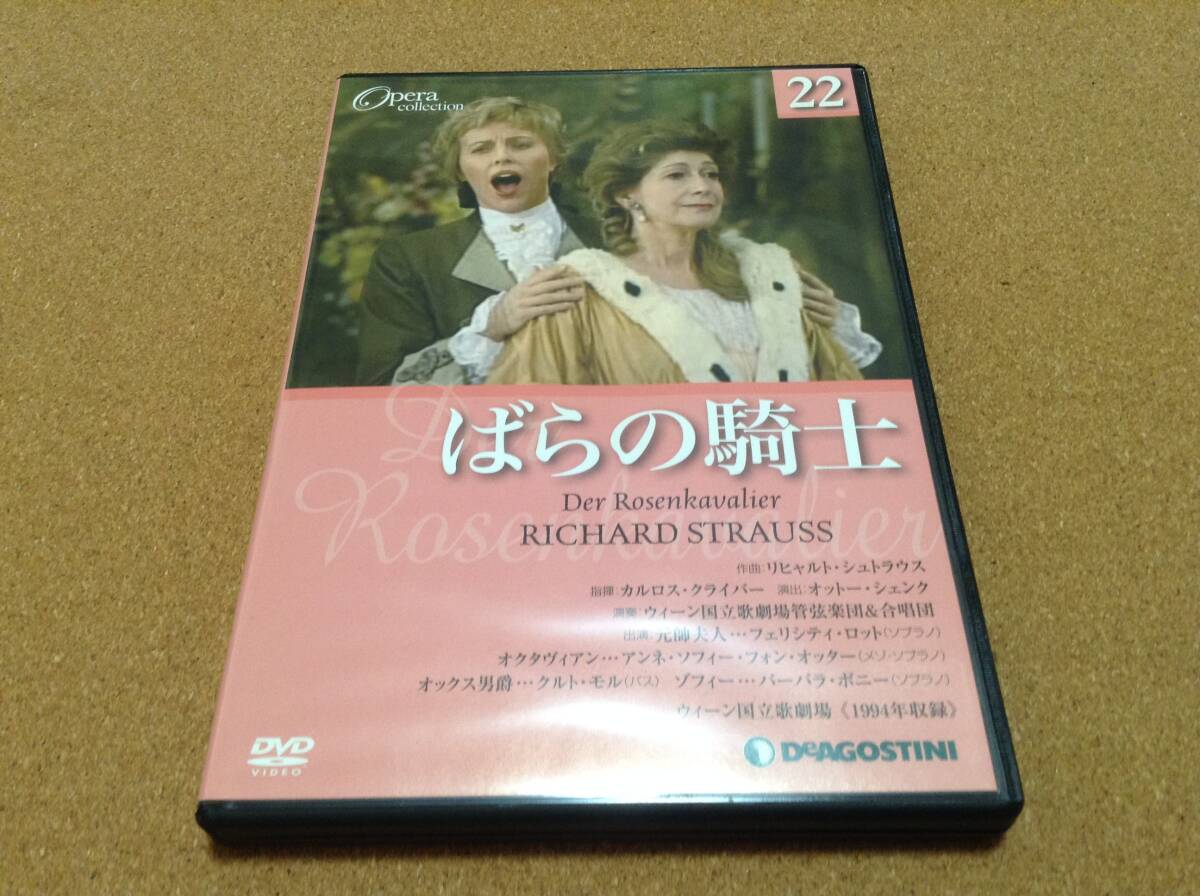 Opera
collection
22
Der
Rosenkavalier
ばらの騎士
Der Rosenkavalier
RICHARD STRAUSS
作曲:リヒャルト・シュトラウス
指揮:カルロス・クライバー 演出:オットー・シェンク
演奏:ウィーン国立歌劇場管弦楽団&合唱団
出演:元帥夫人…フェリシティ・ロット(ソプラノ)
オクタヴィアン…アンネ・ソフィー・フォン・オッター(メゾ・ソプラノ)
オックス男爵…クルト・モル(バス) ゾフィー…バーバラ・ボニー(ソプラノ)
ウィーン国立歌劇場《1994年収録》
DVD
VIDEO
DeAGOSTINI